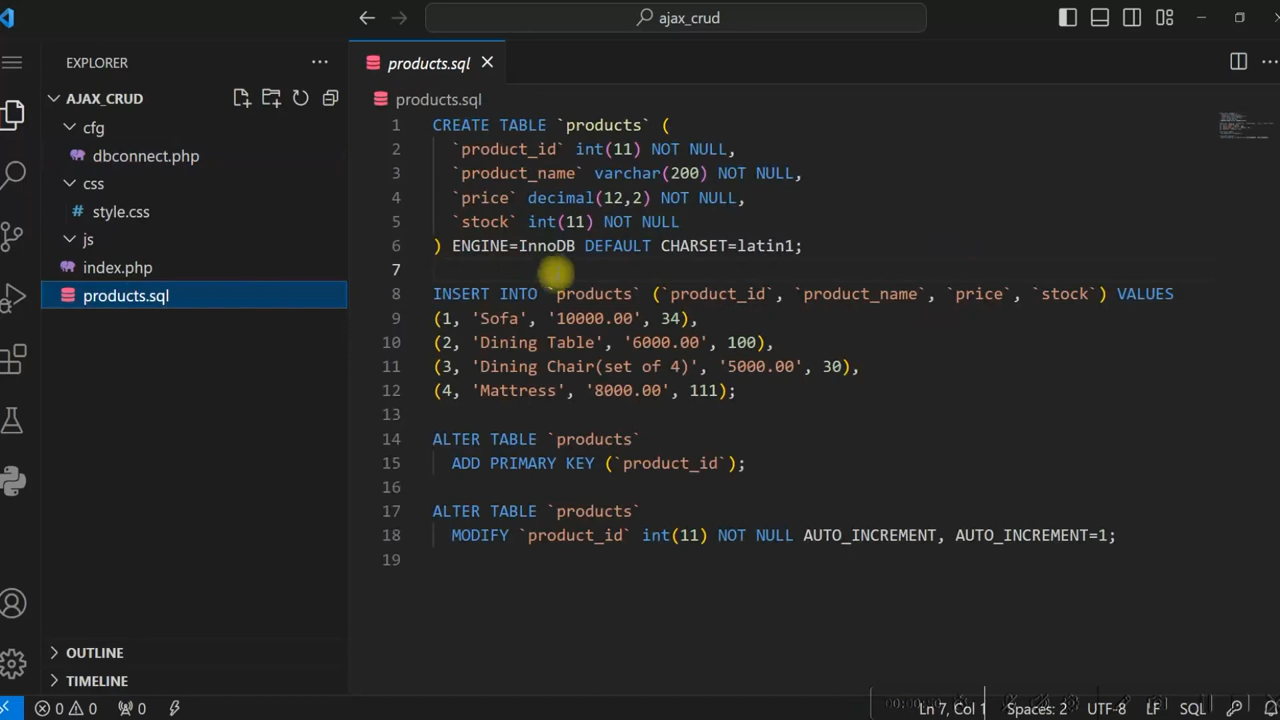 ajax_crud
EXPLORER
AJAX_CRUD
cfg
dbconnect.php
css
# style.css
js
index.php
products.sql
products.sql
products.sql
1 CREATE TABLE `products` (
2 `product_id` int(11) NOT NULL,
3 `product_name` varchar(200) NOT NULL,
4 `price` decimal(12,2) NOT NULL,
5 `stock` int(11) NOT NULL
6 ) ENGINE=InnoDB DEFAULT CHARSET=latin1;
7
8 INSERT INTO `products` (`product_id`, `product_name`, `price`, `stock`) VALUES
9 (1, 'Sofa', '10000.00', 34),
10 (2, 'Dining Table', '6000.00', 100),
11 (3, 'Dining Chair(set of 4)', '5000.00', 30),
12 (4, 'Mattress', '8000.00', 111);
13
14 ALTER TABLE `products`
15 ADD PRIMARY KEY (`product_id`);
16
17 ALTER TABLE `products`
18 MODIFY `product_id` int(11) NOT NULL AUTO_INCREMENT, AUTO_INCREMENT=1;
19
OUTLINE
TIMELINE
0 0 0 Ln 7, Col 1 Spaces: 2 UTF-8 LF SQL